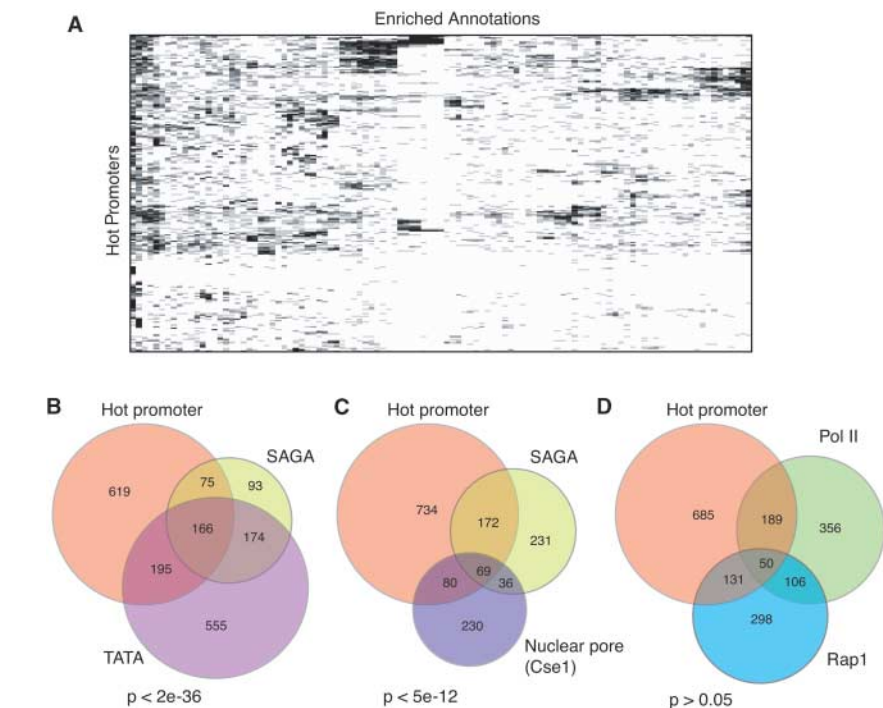 A
Enriched Annotations
Hot Promoters
B
Hot promoter
SAGA
619
75
93
166
174
195
555
TATA
p < 2e-36
C
Hot promoter
SAGA
734
172
231
69
80
36
230
Nuclear pore
(Cse1)
p < 5e-12
D
Hot promoter
Pol II
685
189
356
50
131
106
298
Rap1
p > 0.05